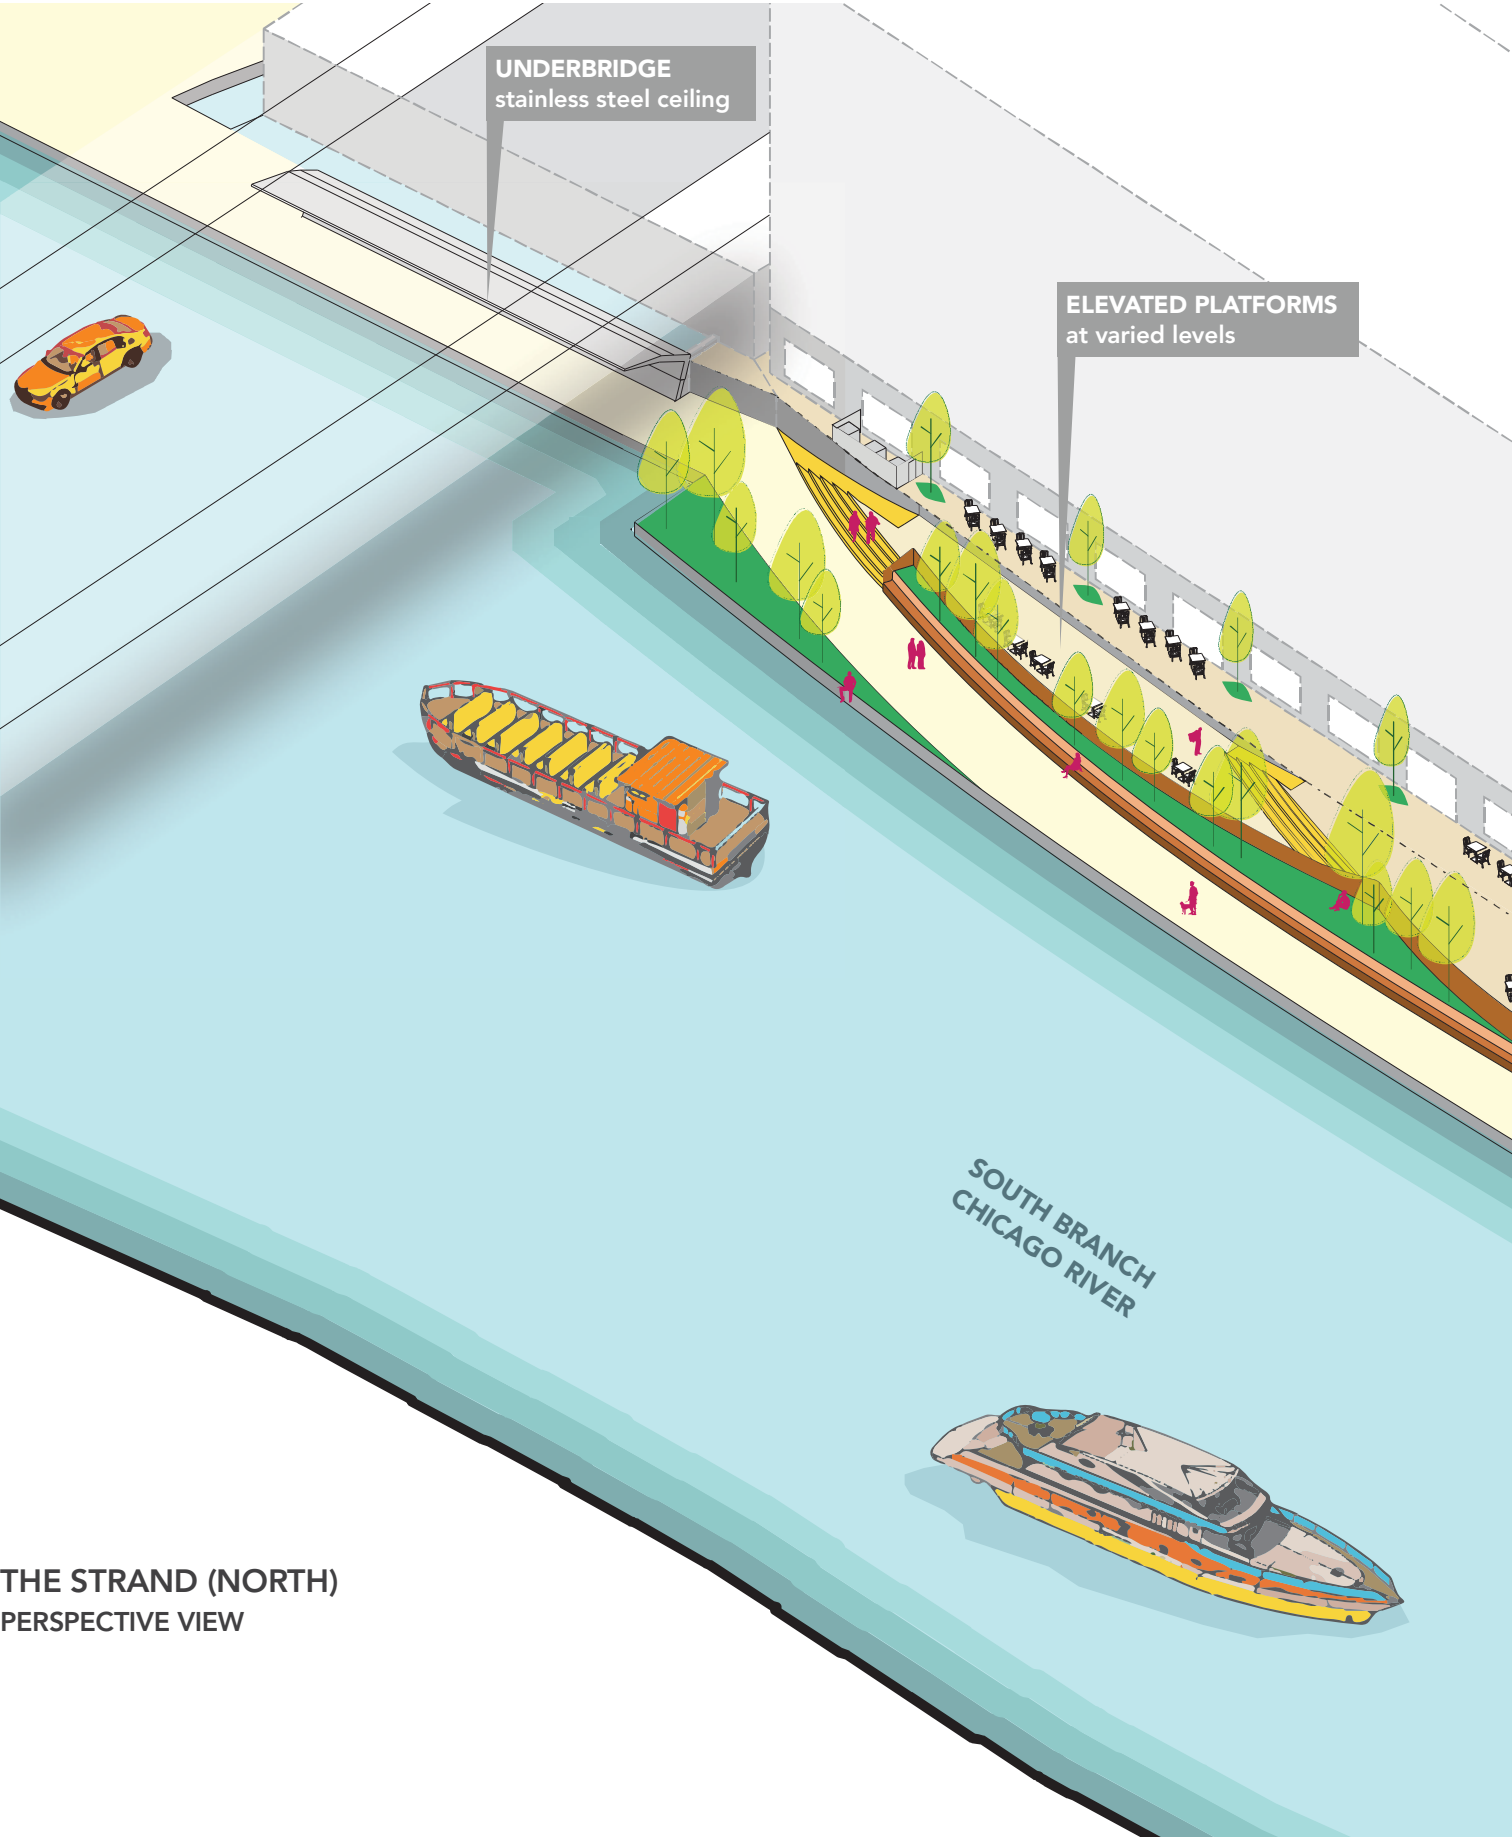 UNDERBRIDGE
stainless steel ceiling
ELEVATED PLATFORMS
at varied levels
SOUTH BRANCH
CHICAGO RIVER
THE STRAND (NORTH)
PERSPECTIVE VIEW